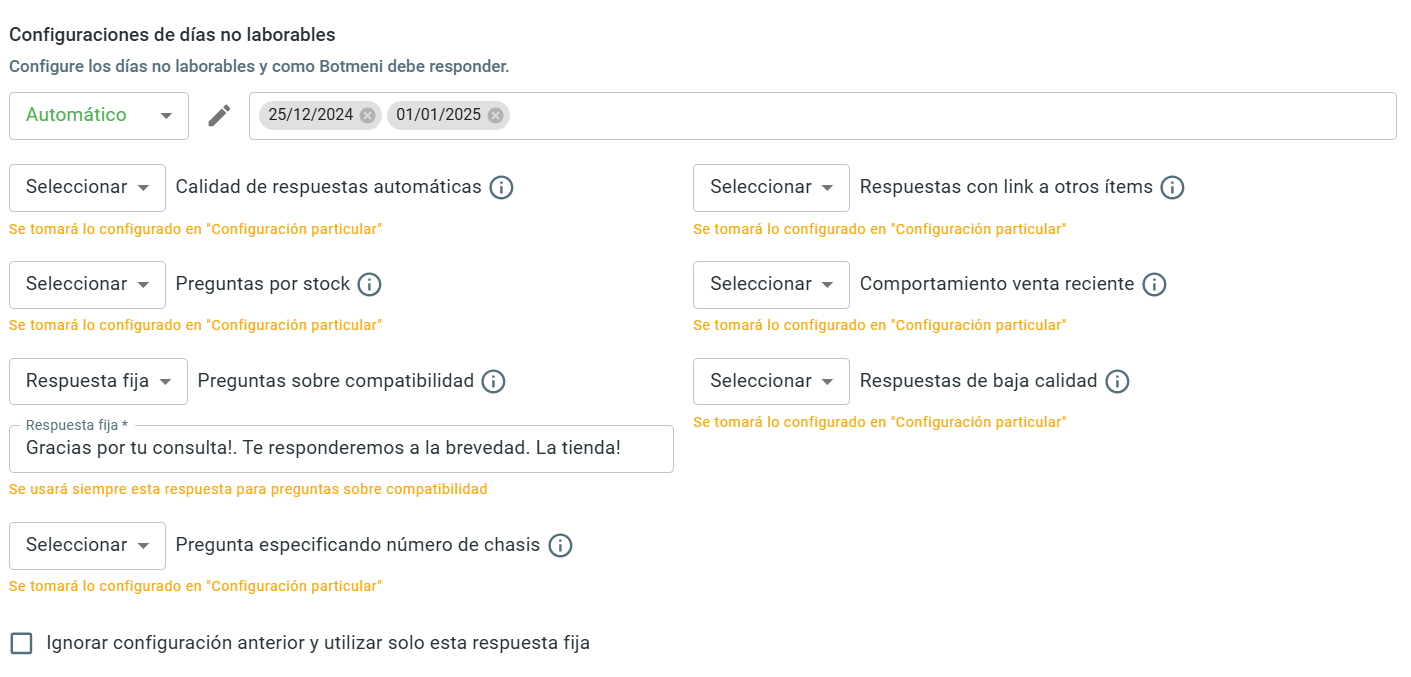 Configuraciones de días no laborables
Configure los días no laborables y como Botmeni debe responder.
Automático
25/12/2024 01/01/2025
Seleccionar Calidad de respuestas automáticas
Se tomará lo configurado en "Configuración particular"
Seleccionar Respuestas con link a otros ítems
Se tomará lo configurado en "Configuración particular"
Seleccionar Preguntas por stock
Se tomará lo configurado en "Configuración particular"
Seleccionar Comportamiento venta reciente
Se tomará lo configurado en "Configuración particular"
Respuesta fija Preguntas sobre compatibilidad
Respuesta fija *
Gracias por tu consulta!. Te responderemos a la brevedad. La tienda!
Se usará siempre esta respuesta para preguntas sobre compatibilidad
Seleccionar Respuestas de baja calidad
Se tomará lo configurado en "Configuración particular"
Seleccionar Pregunta especificando número de chasis
Se tomará lo configurado en "Configuración particular"
Ignorar configuración anterior y utilizar solo esta respuesta fija